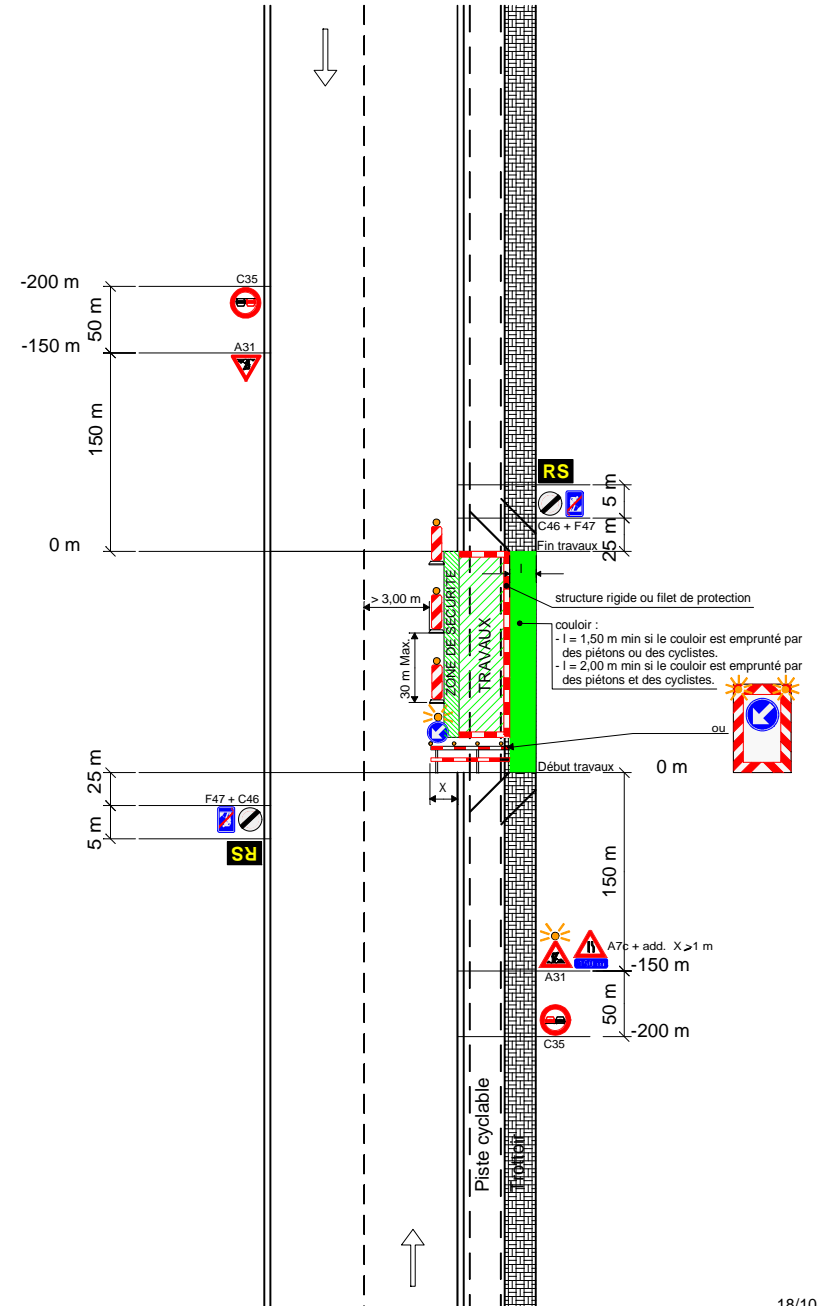 C35
-200 m
50 m
A31
-150 m
150 m
RS
5 m
C46 + F47
25 m
Fin travaux
0 m
l
> 3,00 m
structure rigide ou filet de protection
ZONE DE SECURITE
TRAVAUX
30 m Max.
couloir :
- l = 1,50 m min si le couloir est emprunté par
des piétons ou des cyclistes.
- l = 2,00 m min si le couloir est emprunté par
des piétons et des cyclistes.
ou
Début travaux
0 m
25 m
X
F47 + C46
5 m
RS
150 m
A7c + add. X ⩾1 m
A31
-150 m
50 m
C35
-200 m
Piste cyclable
Trottoir
18/10